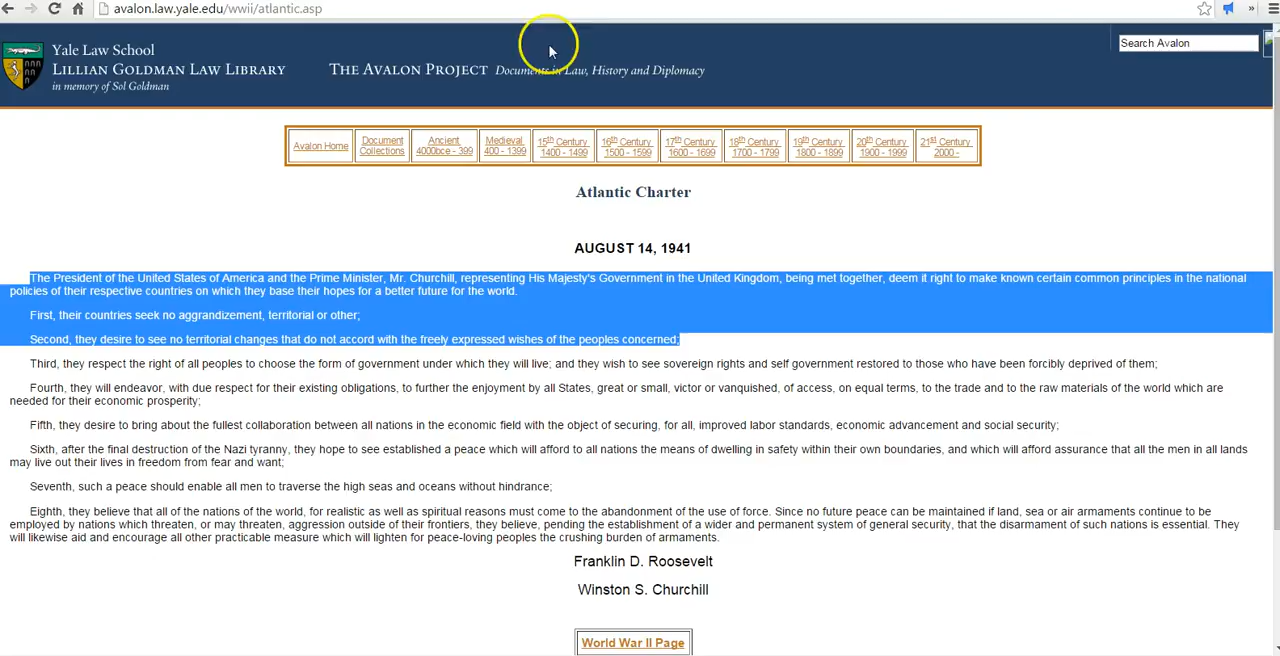 avalon.law.yale.edu/wwii/atlantic.asp
Yale Law School
LILLIAN GOLDMAN LAW LIBRARY
in memory of Sol Goldman
THE AVALON PROJECT Documents in Law, History and Diplomacy
Search Avalon
Avalon Home
Document
Collections
Ancient
4000bce - 399
Medieval
400 - 1399
15th Century
1400 - 1499
16th Century
1500 - 1599
17th Century
1600 - 1699
18th Century
1700 - 1799
19th Century
1800 - 1899
20th Century
1900 - 1999
21st Century
2000 -
Atlantic Charter
AUGUST 14, 1941
The President of the United States of America and the Prime Minister, Mr. Churchill, representing His Majesty's Government in the United Kingdom, being met together, deem it right to make known certain common principles in the national
policies of their respective countries on which they base their hopes for a better future for the world.
First, their countries seek no aggrandizement, territorial or other;
Second, they desire to see no territorial changes that do not accord with the freely expressed wishes of the peoples concerned;
Third, they respect the right of all peoples to choose the form of government under which they will live; and they wish to see sovereign rights and self government restored to those who have been forcibly deprived of them;
Fourth, they will endeavor, with due respect for their existing obligations, to further the enjoyment by all States, great or small, victor or vanquished, of access, on equal terms, to the trade and to the raw materials of the world which are
needed for their economic prosperity;
Fifth, they desire to bring about the fullest collaboration between all nations in the economic field with the object of securing, for all, improved labor standards, economic advancement and social security;
Sixth, after the final destruction of the Nazi tyranny, they hope to see established a peace which will afford to all nations the means of dwelling in safety within their own boundaries, and which will afford assurance that all the men in all lands
may live out their lives in freedom from fear and want;
Seventh, such a peace should enable all men to traverse the high seas and oceans without hindrance;
Eighth, they believe that all of the nations of the world, for realistic as well as spiritual reasons must come to the abandonment of the use of force. Since no future peace can be maintained if land, sea or air armaments continue to be
employed by nations which threaten, or may threaten, aggression outside of their frontiers, they believe, pending the establishment of a wider and permanent system of general security, that the disarmament of such nations is essential. They
will likewise aid and encourage all other practicable measure which will lighten for peace-loving peoples the crushing burden of armaments.
Franklin D. Roosevelt
Winston S. Churchill
World War II Page